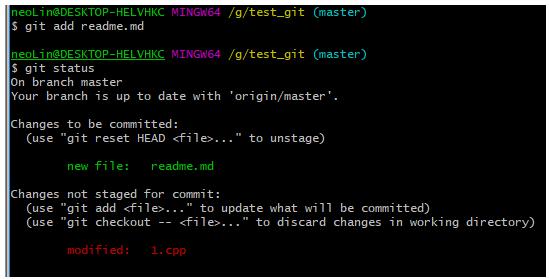 neoLin@DESKTOP-HELVHKC MINGW64 /g/test_git (master)
$ git add readme.md
neoLin@DESKTOP-HELVHKC MINGW64 /g/test_git (master)
$ git status
On branch master
Your branch is up to date with 'origin/master'.
Changes to be committed:
  (use "git reset HEAD <file>..." to unstage)
        new file:   readme.md
Changes not staged for commit:
  (use "git add <file>..." to update what will be committed)
  (use "git checkout -- <file>..." to discard changes in working directory)
        modified:   1.cpp